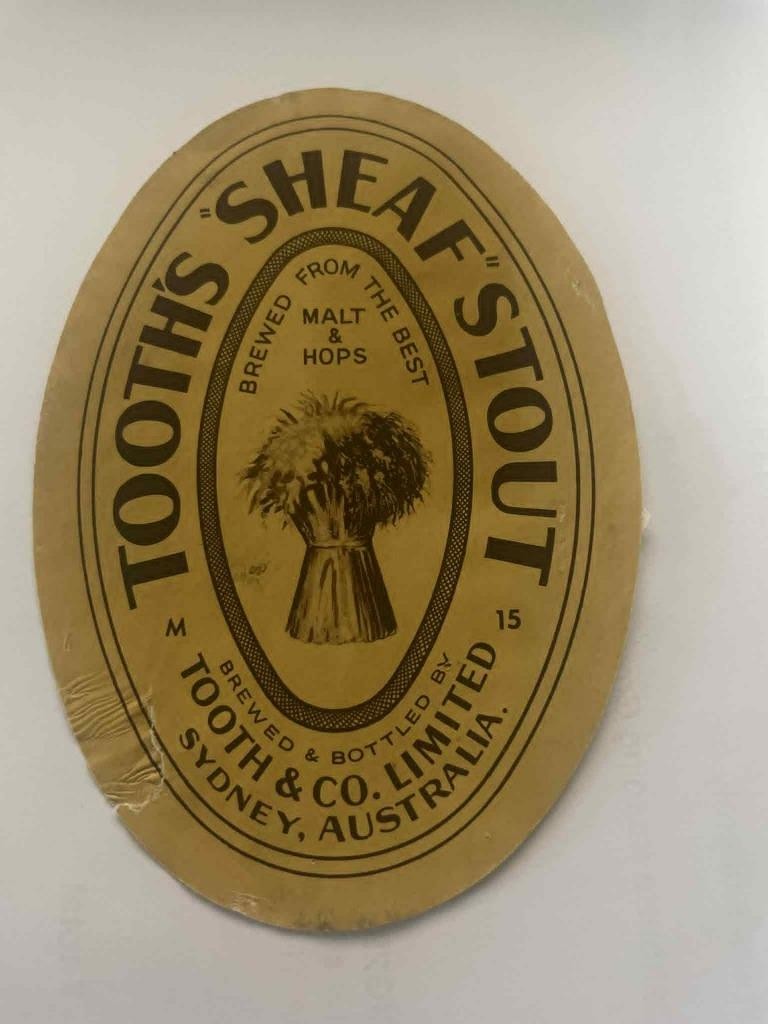 TOOTH'S "SHEAF" STOUT
BREWED FROM THE BEST
MALT
&
HOPS
M 15
BREWED & BOTTLED BY
TOOTH & CO. LIMITED
SYDNEY, AUSTRALIA.